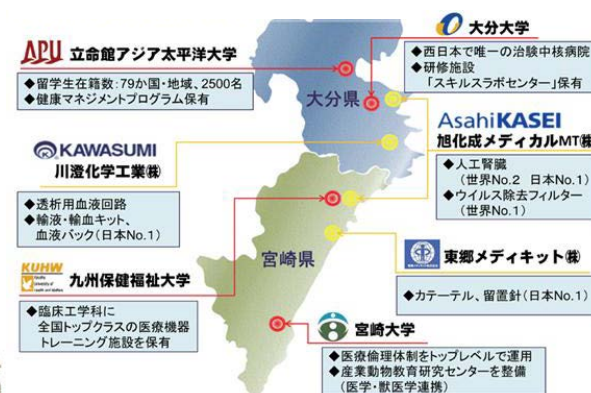 APU 立命館アジア太平洋大学
◆留学生在籍数:79か国・地域、2500名
◆健康マネジメントプログラム保有
大分大学
◆西日本で唯一の治験中核病院
◆研修施設
「スキルスラボセンター」保有
大分県
KAWASUMI
川澄化学工業㈱
◆透析用血液回路
◆輸液・輸血キット、
血液バック(日本No.1)
AsahiKASEI
旭化成メディカルMT㈱
◆人工腎臓
(世界No.2 日本No.1)
◆ウイルス除去フィルター
(世界No.1)
宮崎県
KUHW
九州保健福祉大学
◆臨床工学科に
全国トップクラスの医療機器
トレーニング施設を保有
東郷メディキット㈱
◆カテーテル、留置針(日本No.1)
宮崎大学
◆医療倫理体制をトップレベルで運用
◆産業動物教育研究センターを整備
(医学・獣医学連携)